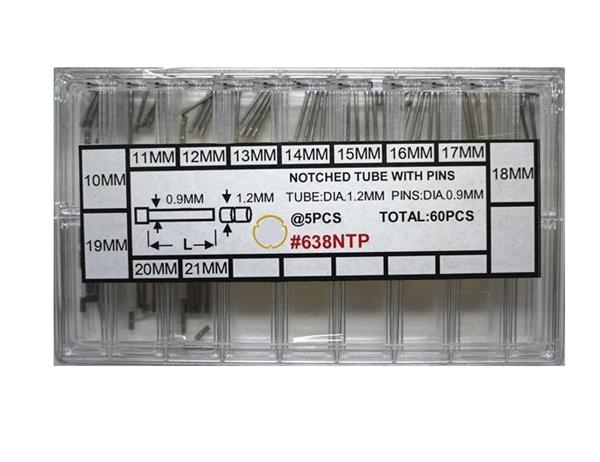 11MM 12MM 13MM 14MM 15MM 16MM 17MM
10MM
18MM
NOTCHED TUBE WITH PINS
0.9MM 1.2MM TUBE:DIA.1.2MM PINS:DIA.0.9MM
@5PCS TOTAL:60PCS
L
#638NTP
19MM
20MM 21MM